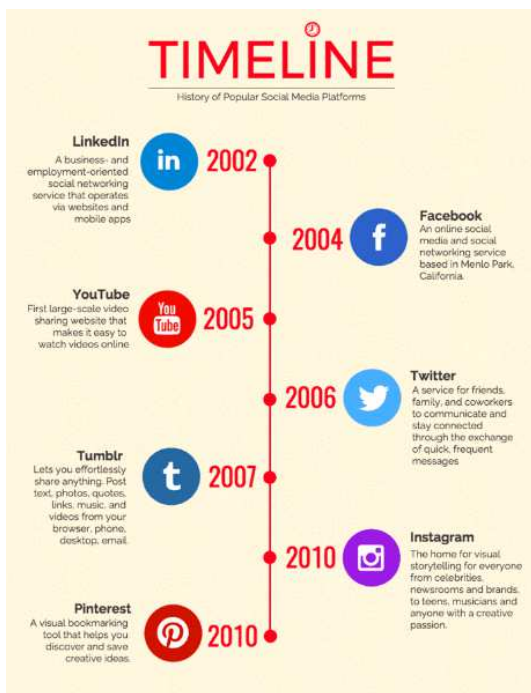 TIMELINE
History of Popular Social Media Platforms
LinkedIn
A business- and
employment-oriented
social networking
service that operates
via websites and
mobile apps
in
2002
2004
f
Facebook
An online social
media and social
networking service
based in Menlo Park,
California.
YouTube
First large-scale video
sharing website that
makes it easy to
watch videos online
You
Tube
2005
2006
Twitter
A service for friends,
family, and coworkers
to communicate and
stay connected
through the exchange
of quick, frequent
messages
Tumblr
Lets you effortlessly
share anything. Post
text, photos, quotes,
links, music, and
videos from your
browser, phone,
desktop, email.
t
2007
2010
Instagram
The home for visual
storytelling for everyone
from celebrities,
newsrooms and brands,
to teens, musicians and
anyone with a creative
passion.
Pinterest
A visual bookmarking
tool that helps you
discover and save
creative ideas.
2010